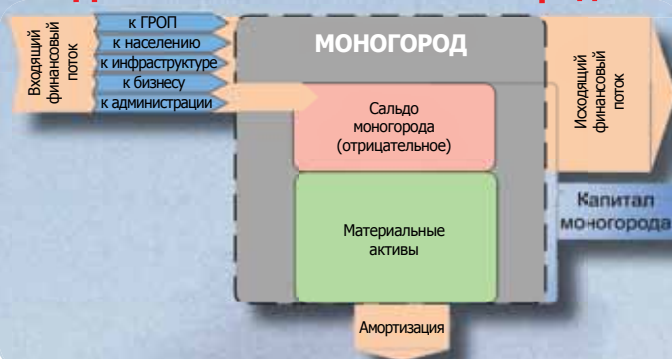 к ГРОП
к населению
к инфраструктуре
к бизнесу
к администрации
Входящий
финансовый
поток
МОНОГОРОД
Сальдо
моногорода
(отрицательное)
Материальные
активы
Исходящий
финансовый
поток
Капитал
моногорода
Амортизация